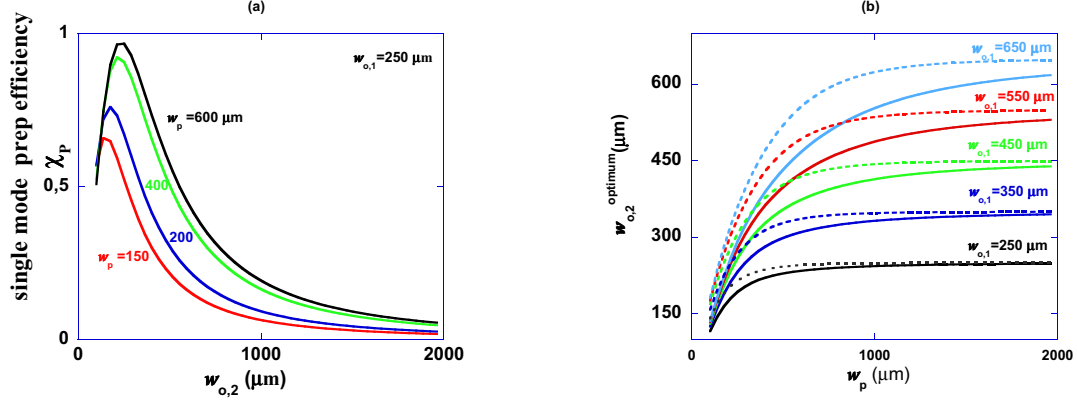 (a)
single mode prep efficiency
χP
1
0,5
0
wo,1=250 μm
wp=600 μm
400
200
wp=150
0
1000
2000
wo,2 (μm)
(b)
wo,2optimum(μm)
600
450
300
150
wo,1=650 μm
wo,1=550 μm
wo,1=450 μm
wo,1=350 μm
wo,1=250 μm
0
1000
2000
wp (μm)